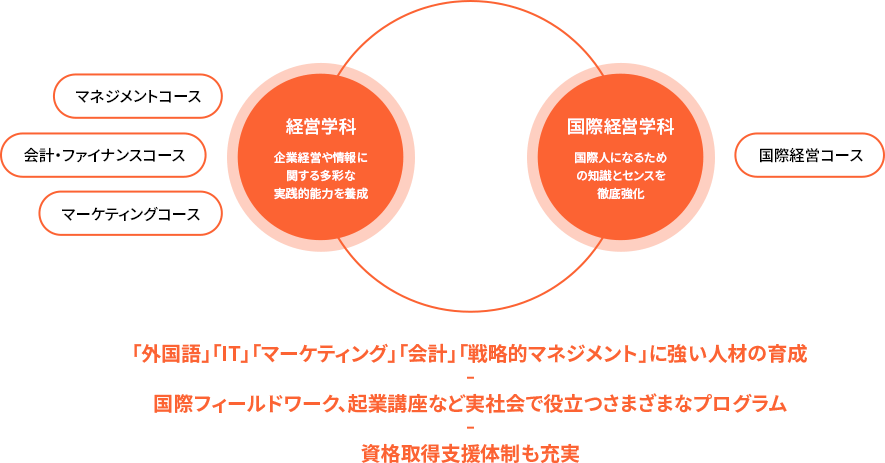 マネジメントコース
会計・ファイナンスコース
マーケティングコース
経営学科
企業経営や情報に
関する多彩な
実践的能力を養成
国際経営学科
国際人になるため
の知識とセンスを
徹底強化
国際経営コース
「外国語」「IT」「マーケティング」「会計」「戦略的マネジメント」に強い人材の育成
–
国際フィールドワーク、起業講座など実社会で役立つさまざまなプログラム
–
資格取得支援体制も充実